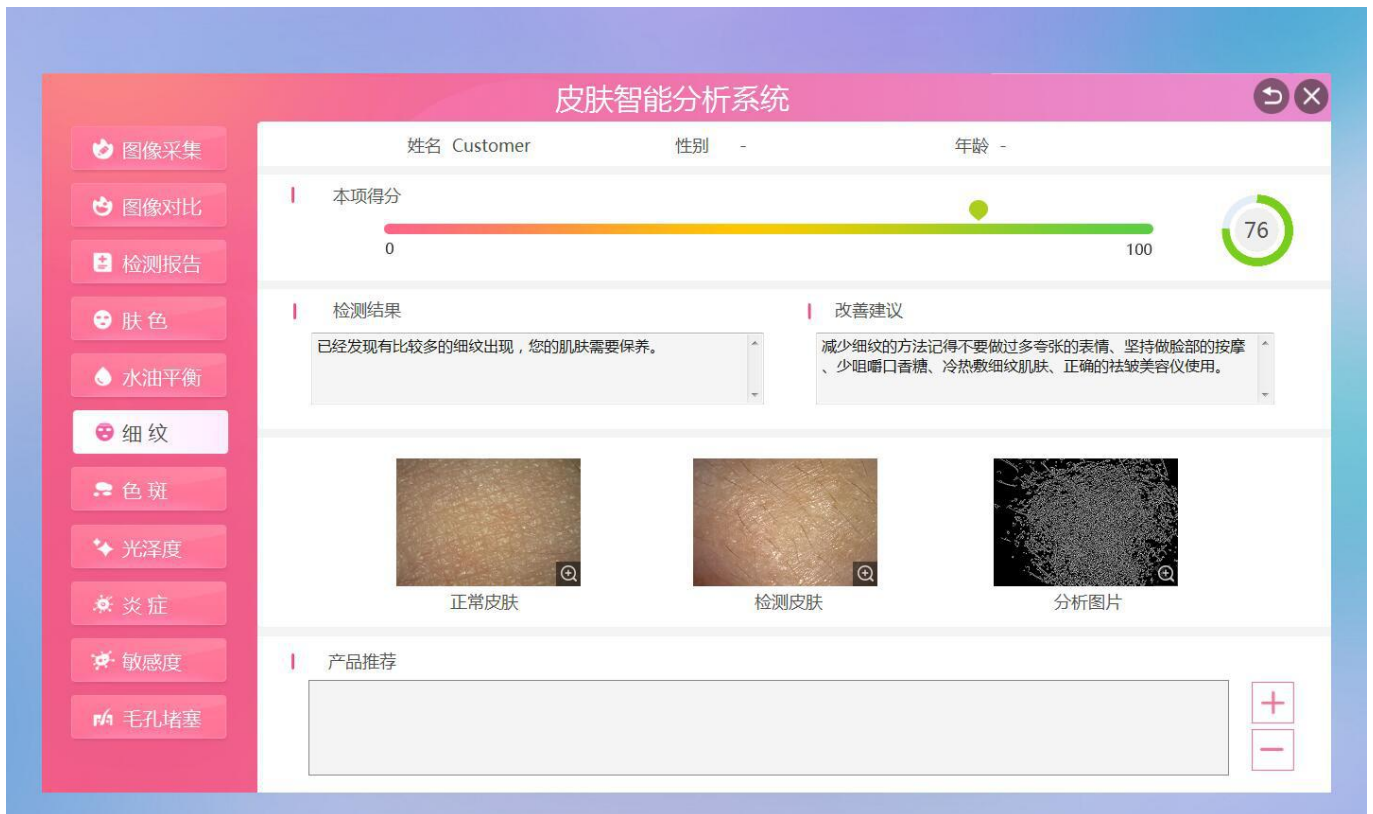 皮肤智能分析系统
图像采集
图像对比
检测报告
肤色
水油平衡
细纹
色斑
光泽度
炎症
敏感度
毛孔堵塞
姓名 Customer 性别 - 年龄 -
本项得分
0 100
76
检测结果
已经发现有比较多的细纹出现，您的肌肤需要保养。
改善建议
减少细纹的方法记得不要做过多夸张的表情、坚持做脸部的按摩
、少咀嚼口香糖、冷热敷细纹肌肤、正确的祛皱美容仪使用。
正常皮肤 检测皮肤 分析图片
产品推荐